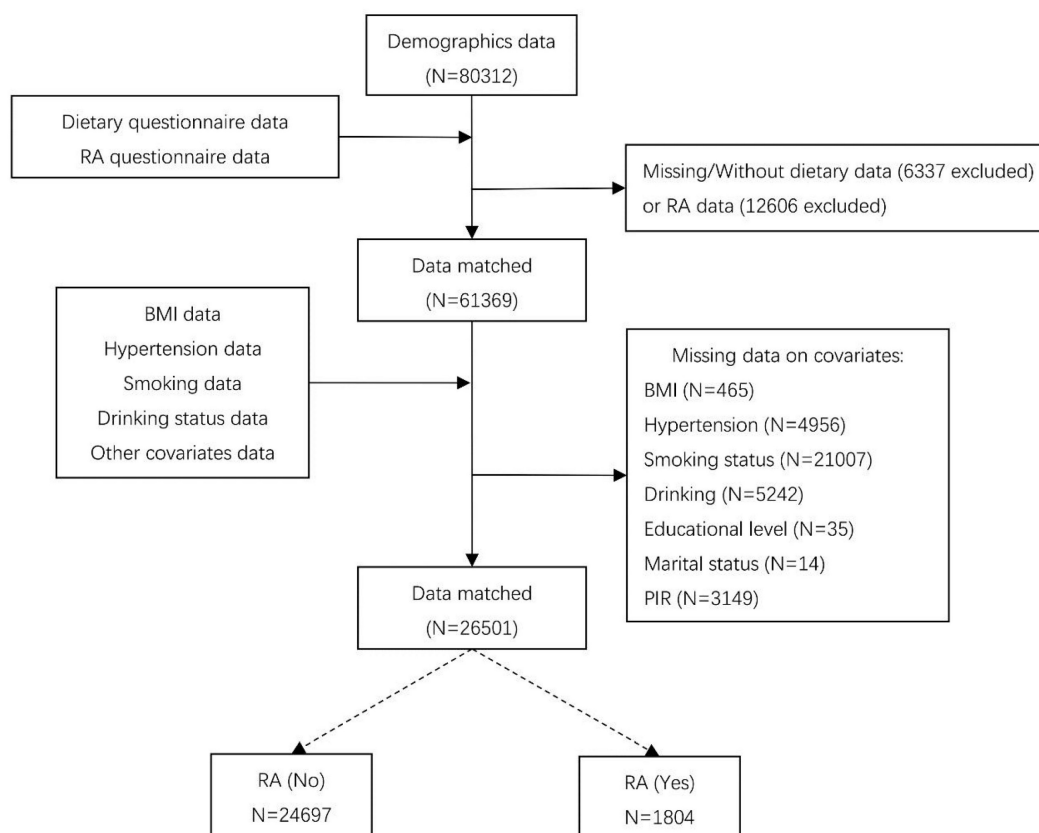 Demographics data
(N=80312)
Dietary questionnaire data
RA questionnaire data
Missing/Without dietary data (6337 excluded)
or RA data (12606 excluded)
Data matched
(N=61369)
BMI data
Hypertension data
Smoking data
Drinking status data
Other covariates data
Missing data on covariates:
BMI (N=465)
Hypertension (N=4956)
Smoking status (N=21007)
Drinking (N=5242)
Educational level (N=35)
Marital status (N=14)
PIR (N=3149)
Data matched
(N=26501)
RA (No)
N=24697
RA (Yes)
N=1804